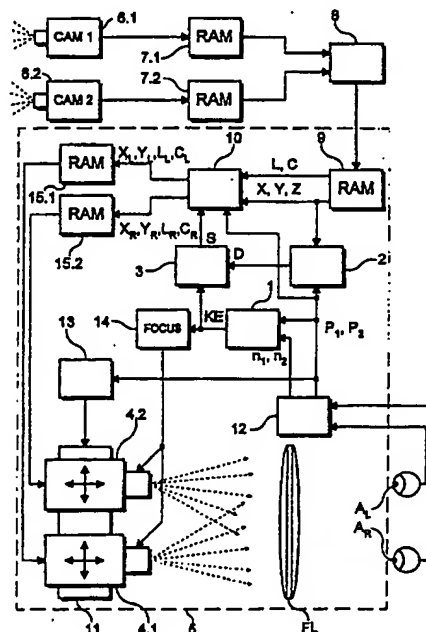 6.1
CAM 1
RAM
7.1
8
6.2
CAM 2
7.2
RAM
10
9
RAM
X_L, Y_L, L_L, C_L
L, C
RAM
15.1
X, Y, Z
RAM
15.2
X_R, Y_R, L_R, C_R
S
3
D
2
1
14
FOCUS
KE
P_1, P_2
n_1, n_2
13
12
4.2
A_L
A_R
11
4.1
5
FL